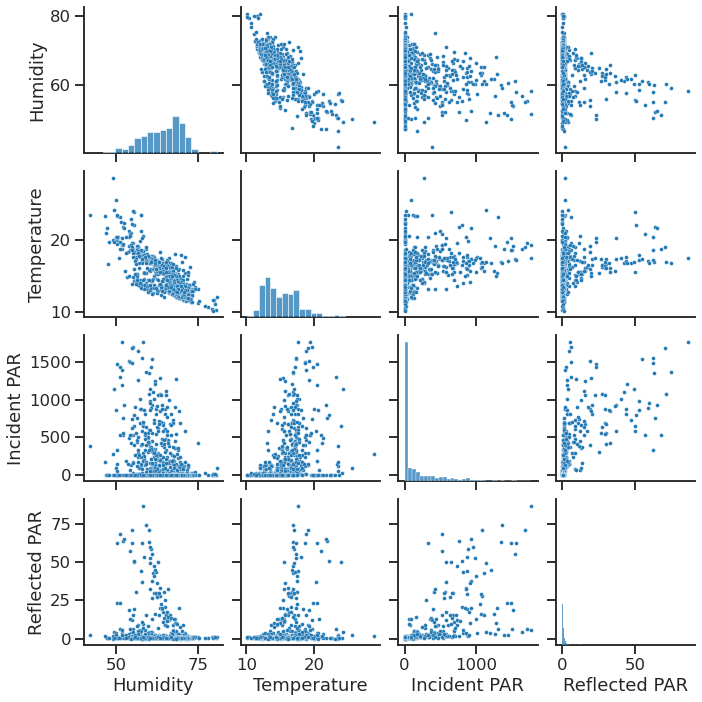 80
60
Humidity
20
10
Temperature
1500
1000
500
0
Incident PAR
75
50
25
0
Reflected PAR
50 75 10 20 0 1000 0 50
Humidity Temperature Incident PAR Reflected PAR